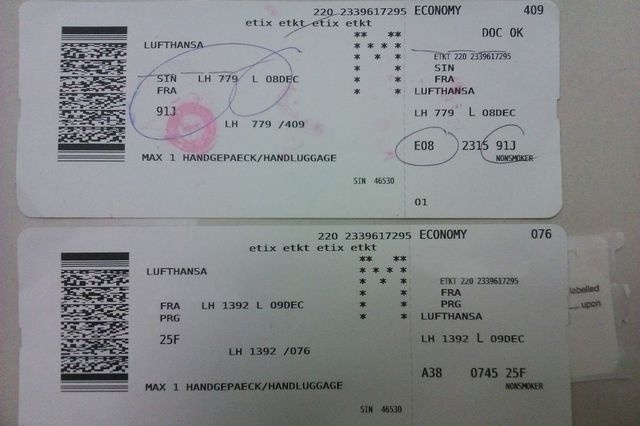 220 2339617295 ECONOMY 409
etix etkt etix etkt
** **
DOC OK
LUFTHANSA * * * *
* * *
ETKT 220 2339617295
SIN LH 779 L 08DEC * *
SIN
FRA * *
FRA
LUFTHANSA
91J
LH 779 L 08DEC
LH 779 /409
E08 2315 91J
MAX 1 HANDGEPAECK/HANDLUGGAGE
NONSMOKER
SIN 46530
01
220 2339617295 ECONOMY 076
etix etkt etix etkt
** **
LUFTHANSA * * * *
* * *
ETKT 220 2339617295
FRA LH 1392 L 09DEC * *
FRA
PRG * *
PRG
LUFTHANSA
25F
LH 1392 L 09DEC
LH 1392 /076
A38 0745 25F
MAX 1 HANDGEPAECK/HANDLUGGAGE
NONSMOKER
SIN 46530
upon